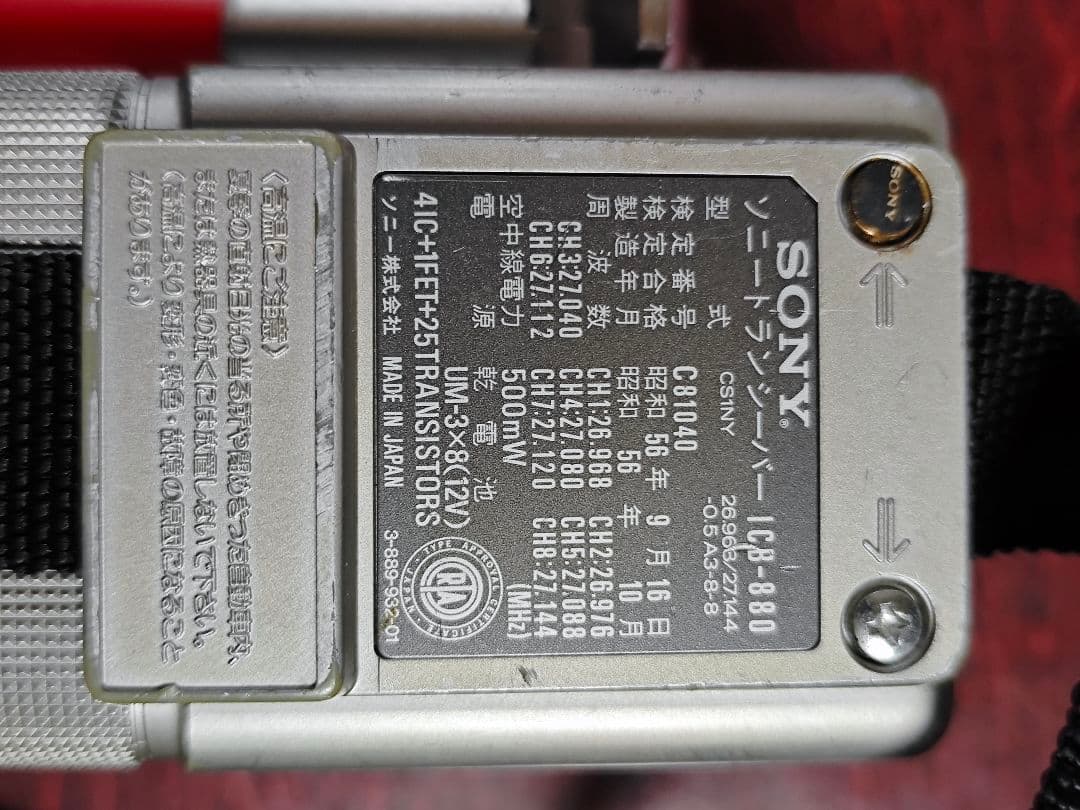 SONY
SONY®
ソニートランシーバー ICB-880
型式 CS1NY 26.968/27.144
-0.5 A3-8-8
検定番号 C81040
検定合格 昭和 56 年 9 月 16 日
製造年月 昭和 56 年 10 月
周波数 CH1:26.968 CH2:26.976
CH3:27.040 CH4:27.080 CH5:27.088
CH6:27.112 CH7:27.120 CH8:27.144
(MHz)
空中線電力 500mW
電源 乾電池
UM-3×8(12V)
4IC+1FET+25TRANSISTORS
ソニー株式会社 MADE IN JAPAN 3-889-932-01
TYPE APPROVAL CERTIFICATE
CRIA
〈高温にご注意〉
夏季の直射日光の当る所や閉めきった自動車内、
または暖房器具の近くには放置しないで下さい。
(高温により変形・変色・故障の原因になること
があります。)